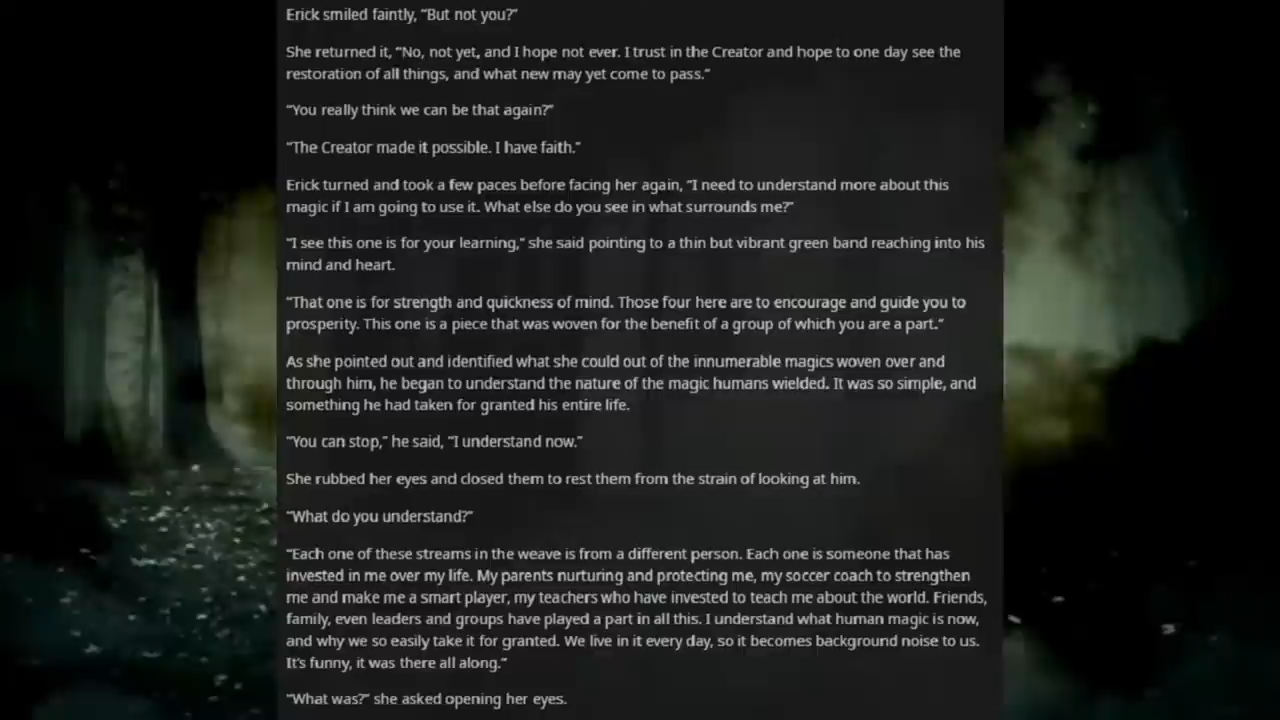 Erick smiled faintly, “But not you?”
She returned it, “No, not yet, and I hope not ever. I trust in the Creator and hope to one day see the
restoration of all things, and what new may yet come to pass.”
“You really think we can be that again?”
“The Creator made it possible. I have faith.”
Erick turned and took a few paces before facing her again, “I need to understand more about this
magic if I am going to use it. What else do you see in what surrounds me?”
“I see this one is for your learning,” she said pointing to a thin but vibrant green band reaching into his
mind and heart.
“That one is for strength and quickness of mind. Those four here are to encourage and guide you to
prosperity. This one is a piece that was woven for the benefit of a group of which you are a part.”
As she pointed out and identified what she could out of the innumerable magics woven over and
through him, he began to understand the nature of the magic humans wielded. It was so simple, and
something he had taken for granted his entire life.
“You can stop,” he said, “I understand now.”
She rubbed her eyes and closed them to rest them from the strain of looking at him.
“What do you understand?”
“Each one of these streams in the weave is from a different person. Each one is someone that has
invested in me over my life. My parents nurturing and protecting me, my soccer coach to strengthen
me and make me a smart player, my teachers who have invested to teach me about the world. Friends,
family, even leaders and groups have played a part in all this. I understand what human magic is now,
and why we so easily take it for granted. We live in it every day, so it becomes background noise to us.
It's funny, it was there all along.”
“What was?” she asked opening her eyes.